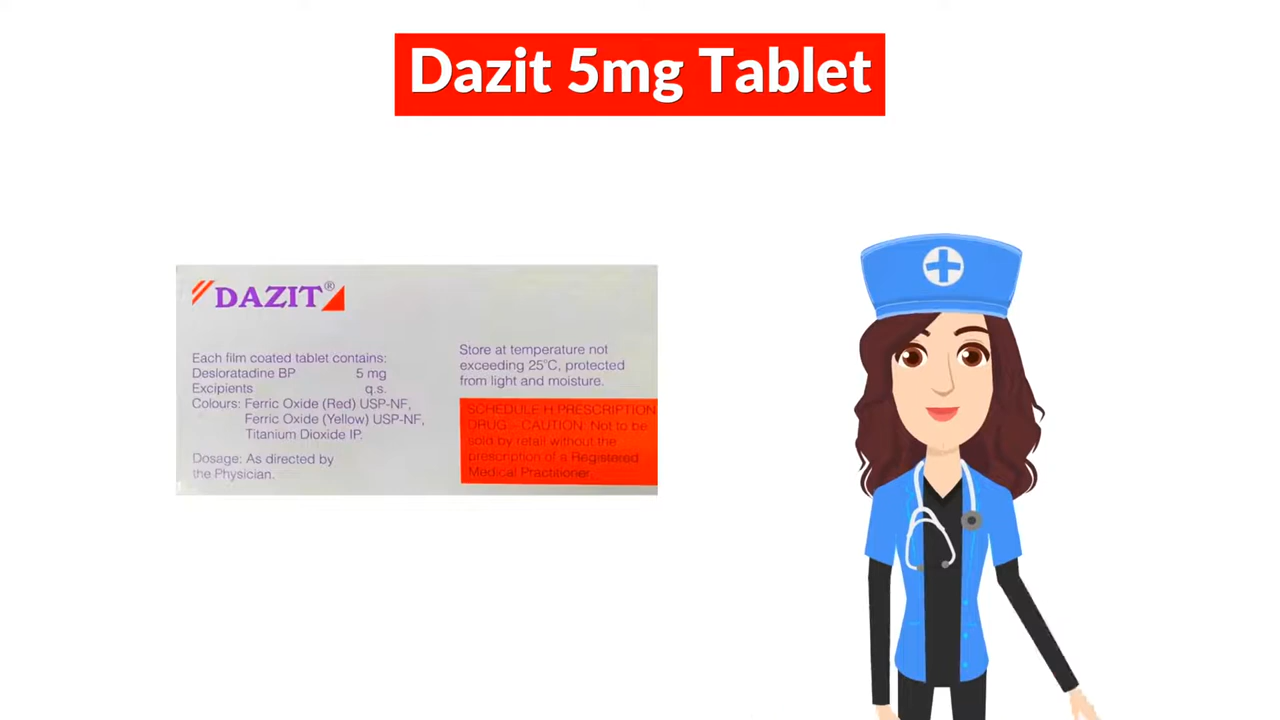 Dazit 5mg Tablet
DAZIT®
Each film coated tablet contains:
Desloratadine BP 5 mg
Excipients q.s.
Colours: Ferric Oxide (Red) USP-NF,
Ferric Oxide (Yellow) USP-NF,
Titanium Dioxide IP.
Dosage: As directed by
the Physician.
Store at temperature not
exceeding 25°C, protected
from light and moisture.
SCHEDULE H PRESCRIPTION
DRUG – CAUTION: Not to be
sold by retail without the
prescription of a Registered
Medical Practitioner.